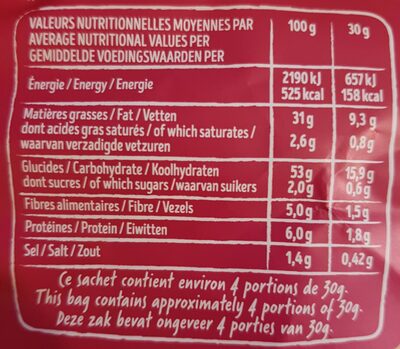 VALEURS NUTRITIONNELLES MOYENNES PAR 100 g 30 g
AVERAGE NUTRITIONAL VALUES PER
GEMIDDELDE VOEDINGSWAARDEN PER
Énergie / Energy / Energie 2190 kJ 657 kJ
525 kcal 158 kcal
Matières grasses / Fat / Vetten 31 g 9,3 g
dont acides gras saturés / of which saturates /
waarvan verzadigde vetzuren 2,6 g 0,8 g
Glucides / Carbohydrate / Koolhydraten 53 g 15,9 g
dont sucres / of which sugars /waarvan suikers 2,0 g 0,6 g
Fibres alimentaires / Fibre / Vezels 5,0 g 1,5 g
Protéines / Protein / Eiwitten 6,0 g 1,8 g
Sel / Salt / Zout 1,4 g 0,42 g
Ce sachet contient environ 4 portions de 30g.
This bag contains approximately 4 portions of 30g.
Deze zak bevat ongeveer 4 porties van 30g.